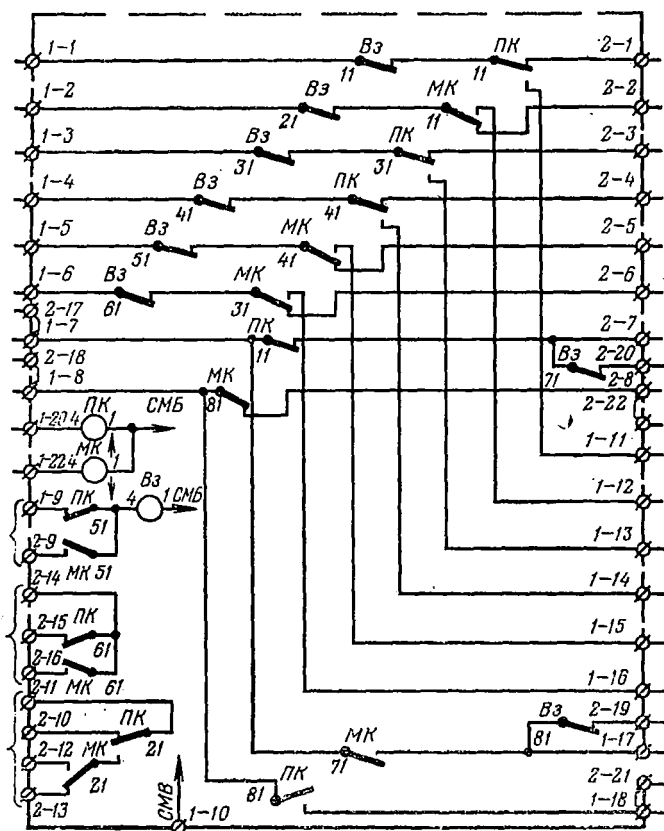 1-1 Вз 11 ПК 11 2-1
1-2 Вз 21 МК 11 2-2
1-3 Вз 31 ПК 31 2-3
1-4 Вз 41 ПК 41 2-4
1-5 Вз 51 МК 41 2-5
1-6 Вз 61 МК 31 2-6
2-17
1-7 ПК 11 2-7
2-18 Вз 71 2-20
1-8 МК 81 2-8
2-22
1-20 4 ПК 1 СМБ
1-11
1-22 4 МК 1
1-12
1-9 ПК 51 4 Вз 1 СМБ
2-9 МК 51
1-13
2-14
1-14
2-15 ПК 61
1-15
2-16 МК 61
2-11
1-16
2-10 ПК 21
2-19 Вз 81
2-12 МК 21 МК 71 1-17
2-13 ПК 81 2-21
СМВ 1-10 1-18